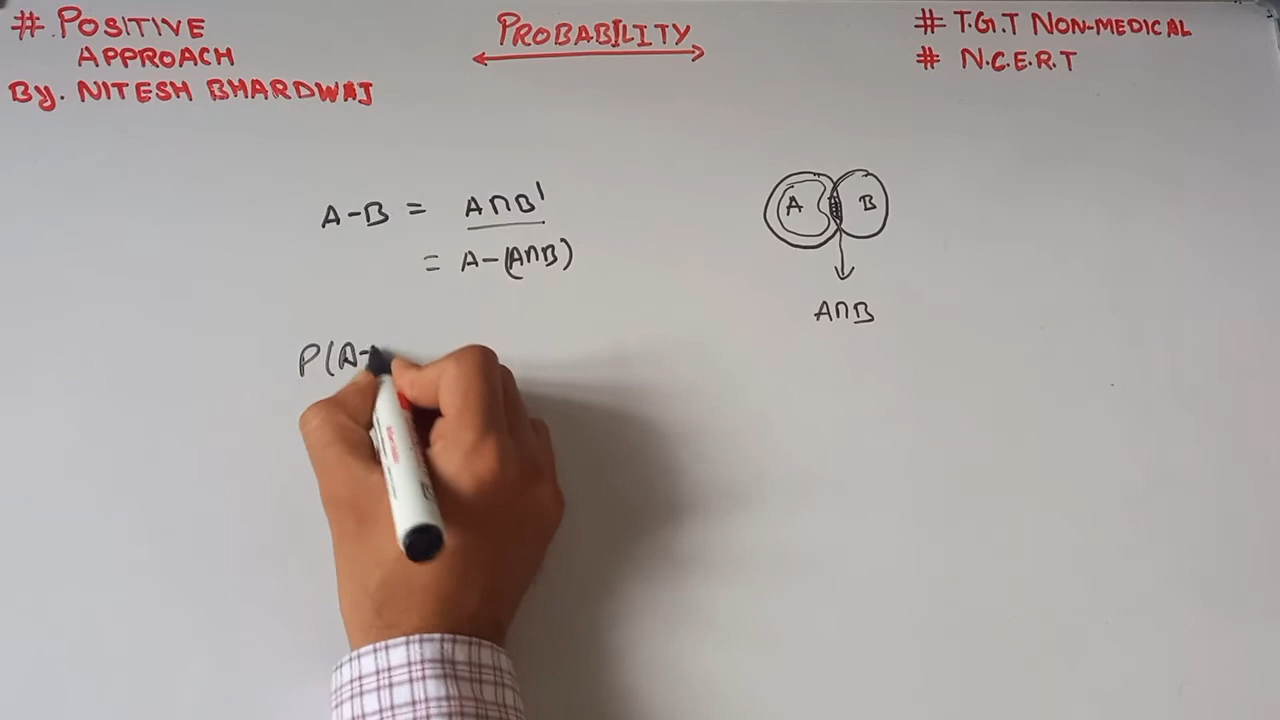 # POSITIVE
APPROACH
By. NITESH BHARDWAJ
PROBABILITY
# T.G.T NON-MEDICAL
# N.C.E.R.T
A-B = A∩B'
= A-(A∩B)
P(A-
A B
A∩B